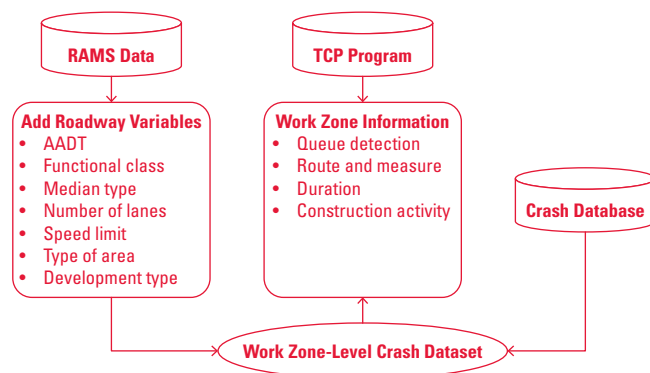 RAMS Data
TCP Program
Add Roadway Variables
• AADT
• Functional class
• Median type
• Number of lanes
• Speed limit
• Type of area
• Development type
Work Zone Information
• Queue detection
• Route and measure
• Duration
• Construction activity
Crash Database
Work Zone-Level Crash Dataset